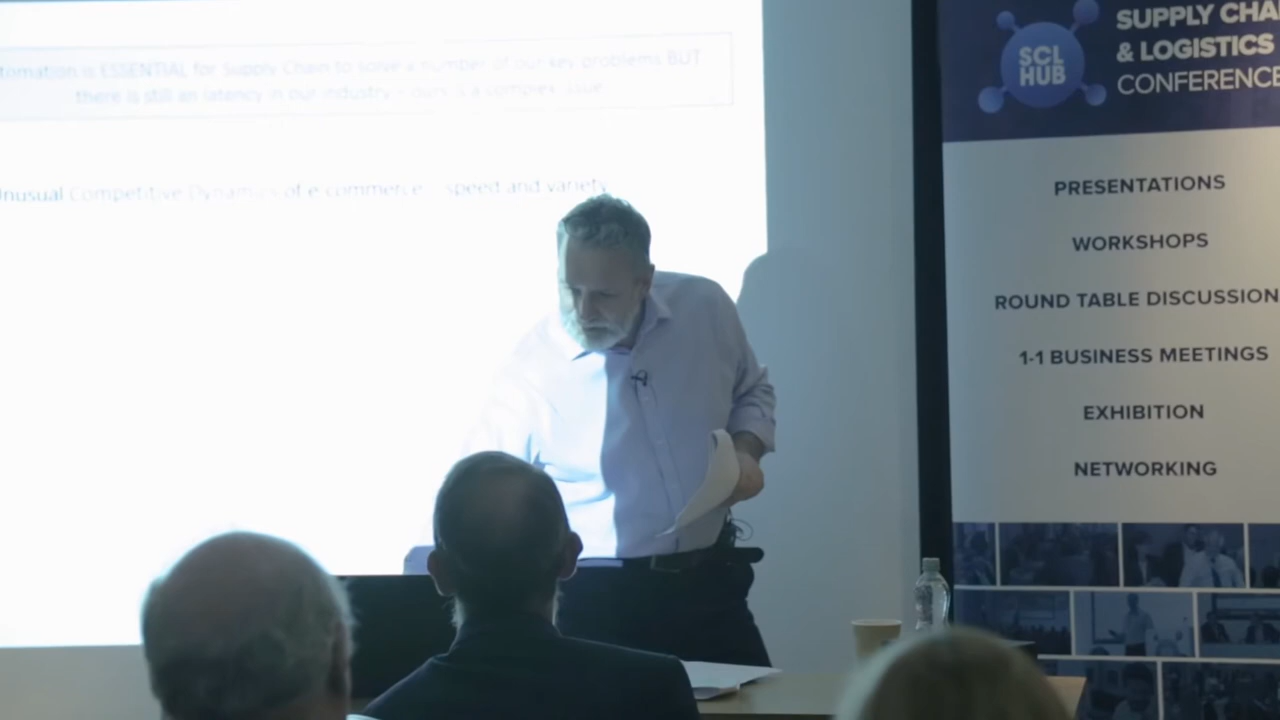 tomation is ESSENTIAL for Supply Chain to solve a number of our key problems BUT
there is still an latency in our industry - ours is a complex issue
Unusual Competitive Dynamics of e-commerce speed and variety
SCL
HUB
SUPPLY CHAI
& LOGISTICS
CONFERENCE
PRESENTATIONS
WORKSHOPS
ROUND TABLE DISCUSSION
1-1 BUSINESS MEETINGS
EXHIBITION
NETWORKING